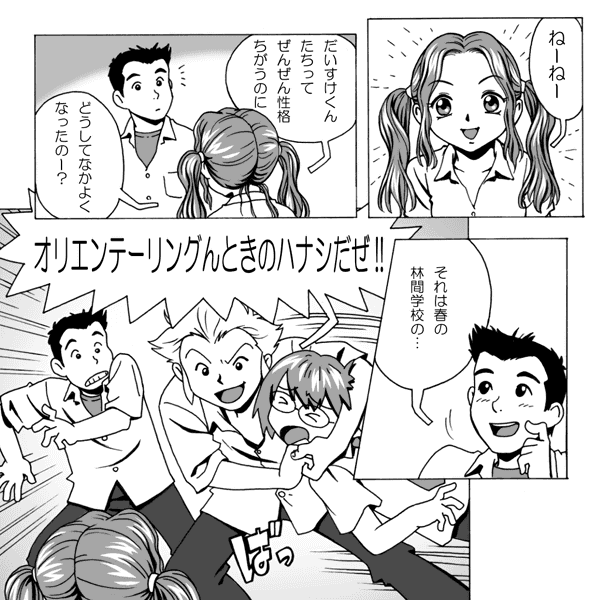 ねーねー
だいすけくん
たちって
ぜんぜん性格
ちがうのに
どうしてなかよく
なったのー？
それは春の
林間学校の…
オリエンテーリングんときのハナシだぜ!!
ばっ